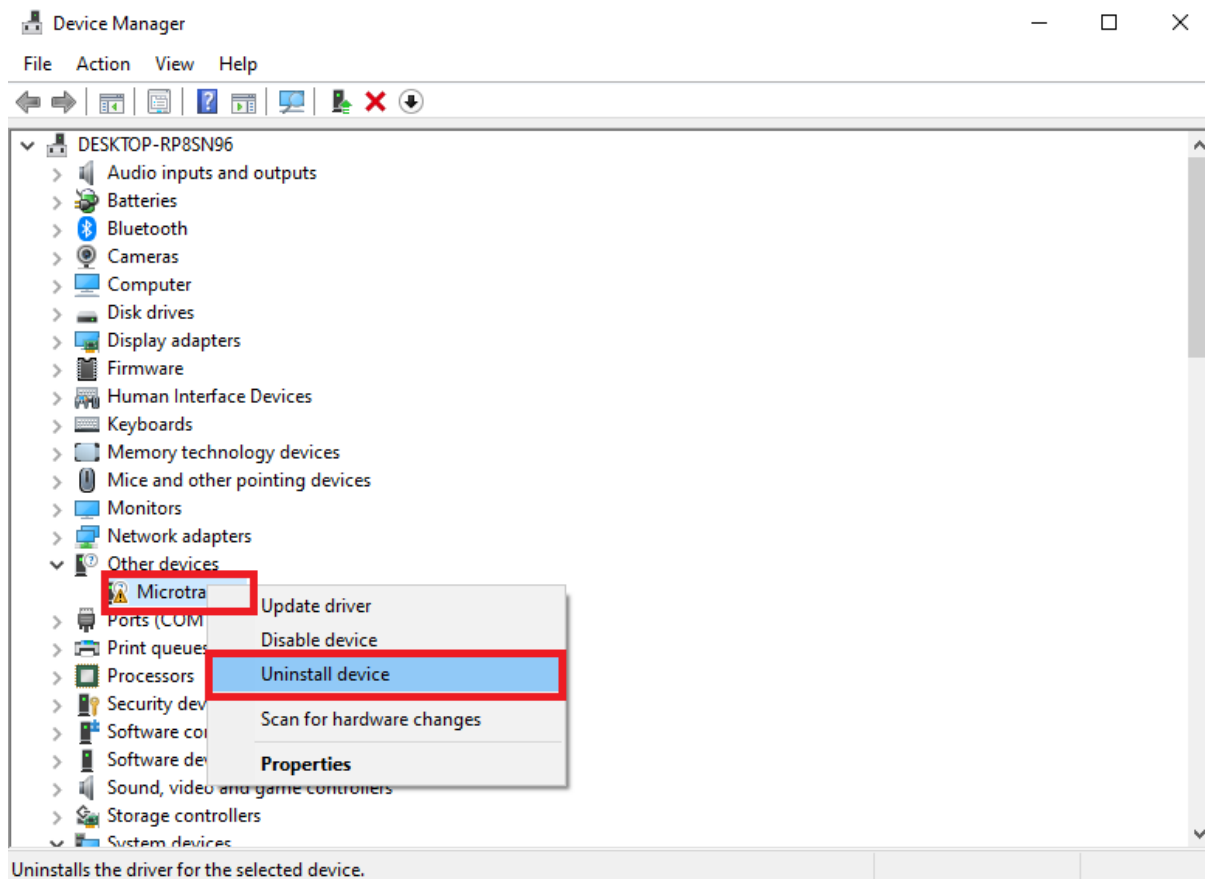 Device Manager
File Action View Help
DESKTOP-RP8SN96
Audio inputs and outputs
Batteries
Bluetooth
Cameras
Computer
Disk drives
Display adapters
Firmware
Human Interface Devices
Keyboards
Memory technology devices
Mice and other pointing devices
Monitors
Network adapters
Other devices
Microtra
Ports (COM
Print queues
Processors
Security dev
Software co
Software de
Sound, video and game controllers
Storage controllers
System devices
Update driver
Disable device
Uninstall device
Scan for hardware changes
Properties
Uninstalls the driver for the selected device.